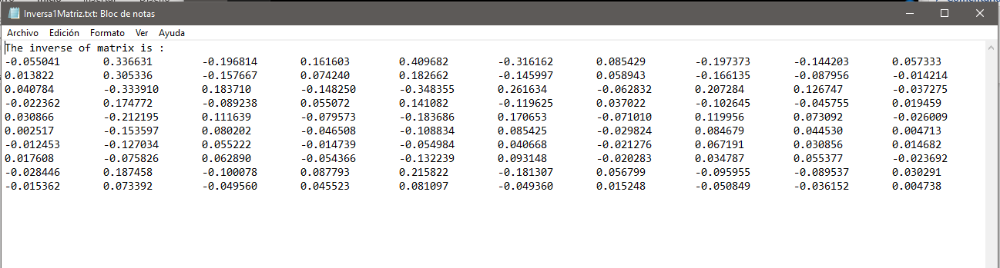 Inversa1Matriz.txt: Bloc de notas
Archivo Edición Formato Ver Ayuda
The inverse of matrix is :
-0.055041 0.336631 -0.196814 0.161603 0.409682 -0.316162 0.085429 -0.197373 -0.144203 0.057333
0.013822 0.305336 -0.157667 0.074240 0.182662 -0.145997 0.058943 -0.166135 -0.087956 -0.014214
0.040784 -0.333910 0.183710 -0.148250 -0.348355 0.261634 -0.062832 0.207284 0.126747 -0.037275
-0.022362 0.174772 -0.089238 0.055072 0.141082 -0.119625 0.037022 -0.102645 -0.045755 0.019459
0.030866 -0.212195 0.111639 -0.079573 -0.183686 0.170653 -0.071010 0.119956 0.073092 -0.026009
0.002517 -0.153597 0.080202 -0.046508 -0.108834 0.085425 -0.029824 0.084679 0.044530 0.004713
-0.012453 -0.127034 0.055222 -0.014739 -0.054984 0.040668 -0.021276 0.067191 0.030856 0.014682
0.017608 -0.075826 0.062890 -0.054366 -0.132239 0.093148 -0.020283 0.034787 0.055377 -0.023692
-0.028446 0.187458 -0.100078 0.087793 0.215822 -0.181307 0.056799 -0.095955 -0.089537 0.030291
-0.015362 0.073392 -0.049560 0.045523 0.081097 -0.049360 0.015248 -0.050849 -0.036152 0.004738